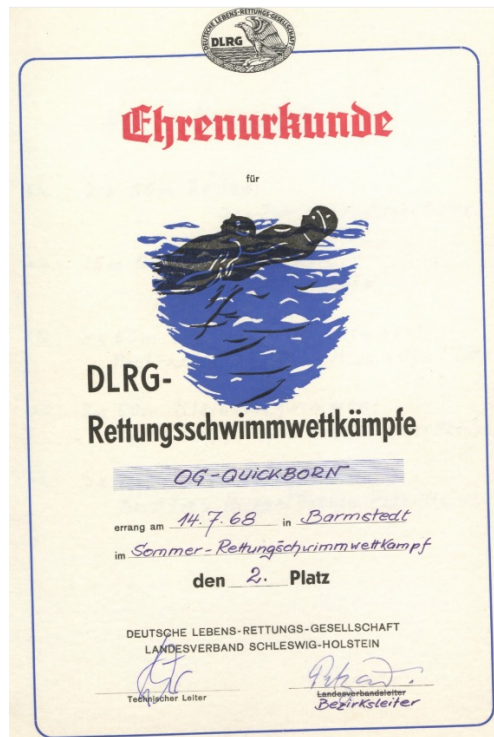 DEUTSCHE LEBENS-RETTUNGS-GESELLSCHAFT
DLRG
Ehrenurkunde
für
DLRG-
Rettungsschwimmwettkämpfe
OG-QUICKBORN
errang am 14.7.68 in Barmstedt
im Sommer-Rettungschwimmwettkampf
den 2. Platz
DEUTSCHE LEBENS-RETTUNGS-GESELLSCHAFT
LANDESVERBAND SCHLESWIG-HOLSTEIN
Technischer Leiter
Landesverbandsleiter
Bezirksleiter